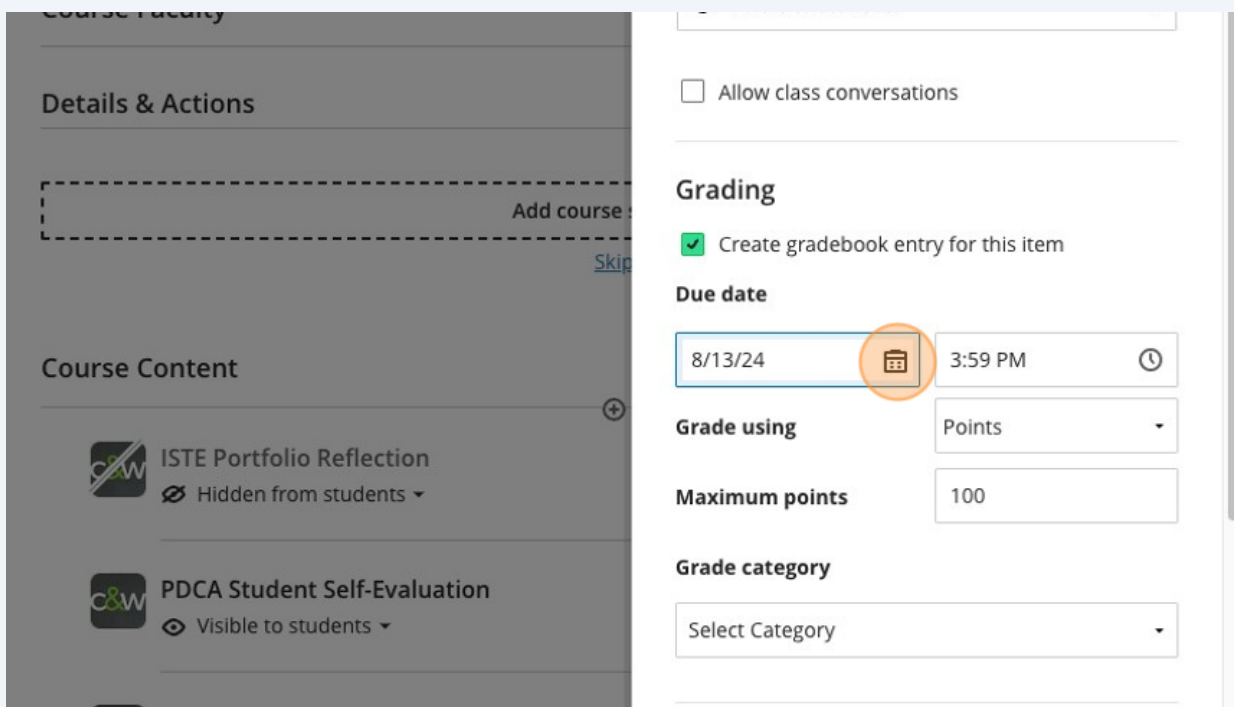 Course Faculty
Details & Actions
Add course s
Skip
Course Content
C&W
ISTE Portfolio Reflection
Hidden from students
C&W
PDCA Student Self-Evaluation
Visible to students
Allow class conversations
Grading
Create gradebook entry for this item
Due date
8/13/24
3:59 PM
Grade using
Points
Maximum points
100
Grade category
Select Category